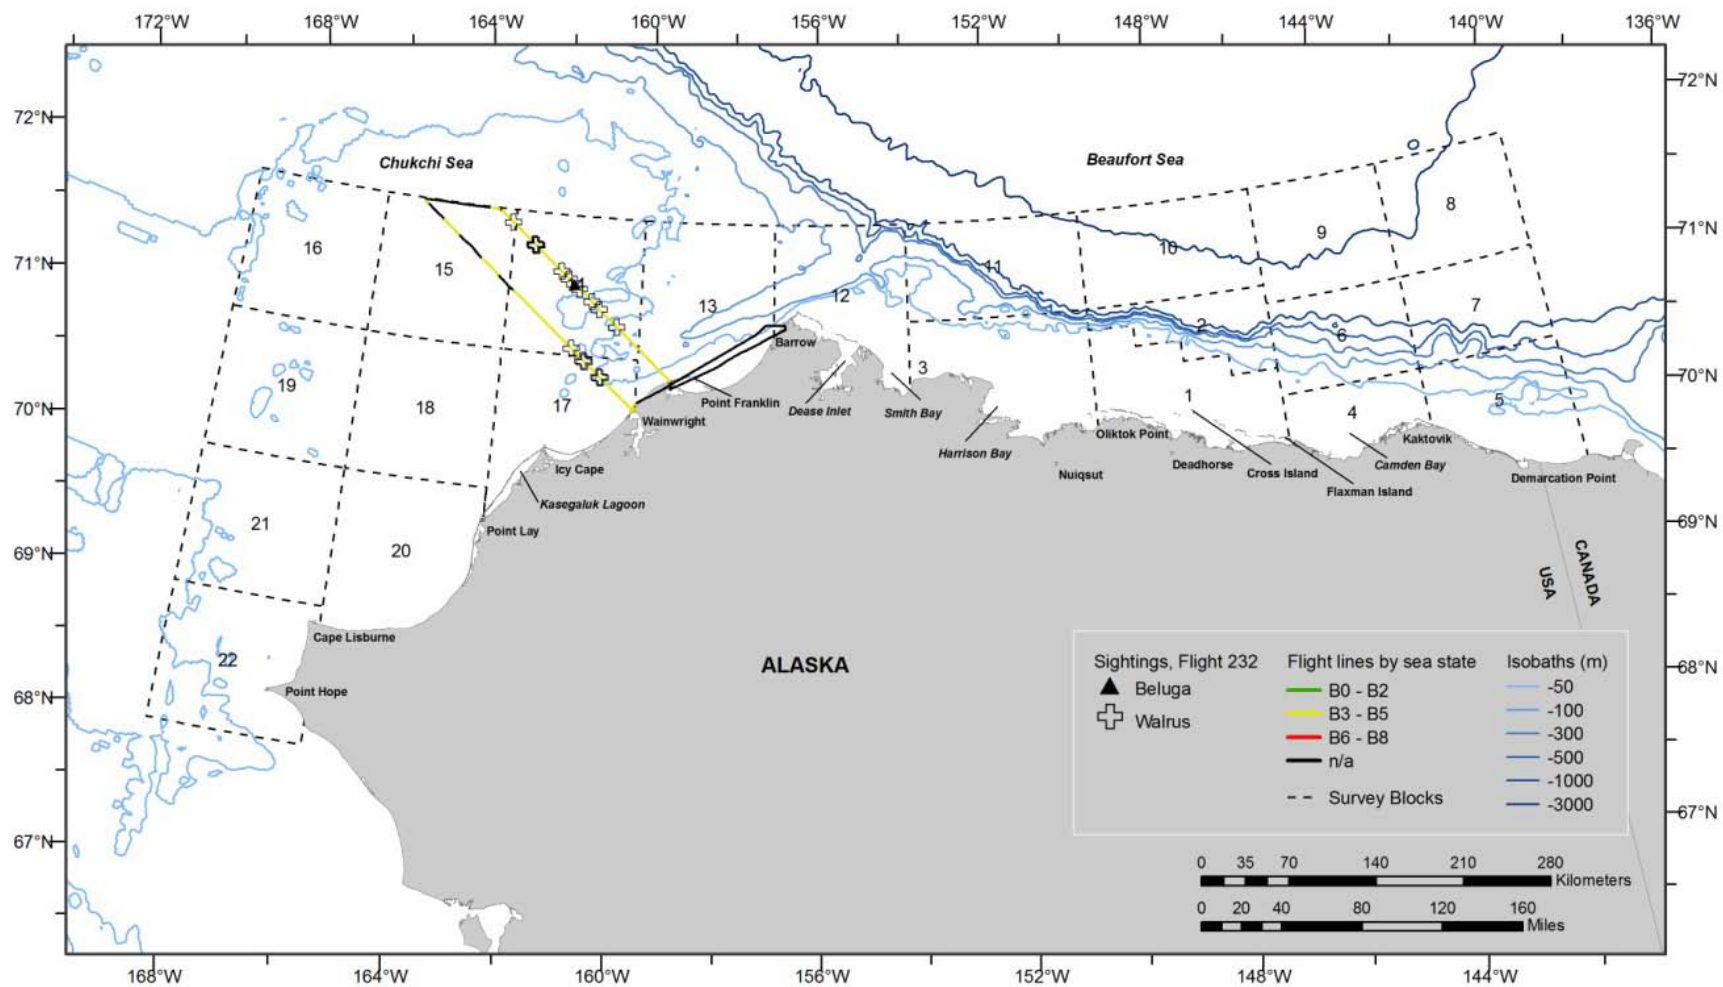 172°W 168°W 164°W 160°W 156°W 152°W 148°W 144°W 140°W 136°W
72°N
72°N
Chukchi Sea
Beaufort Sea
8
9
16
10
71°N
71°N
15
11
12
13
7
2
6
Barrow
70°N
70°N
19
18
17
3
1
4
5
Point Franklin
Wainwright
Dease Inlet
Smith Bay
Oliktok Point
Kaktovik
Harrison Bay
Icy Cape
Deadhorse
Camden Bay
Nuiqsut
Cross Island
Demarcation Point
Kasegaluk Lagoon
Flaxman Island
21
69°N
69°N
Point Lay
20
USA
CANADA
Cape Lisburne
22
ALASKA
68°N
68°N
Point Hope
Sightings, Flight 232
Beluga
Walrus
Flight lines by sea state
B0 - B2
B3 - B5
B6 - B8
n/a
Survey Blocks
Isobaths (m)
-50
-100
-300
-500
-1000
-3000
67°N
67°N
0 35 70 140 210 280
Kilometers
0 20 40 80 120 160
Miles
168°W 164°W 160°W 156°W 152°W 148°W 144°W